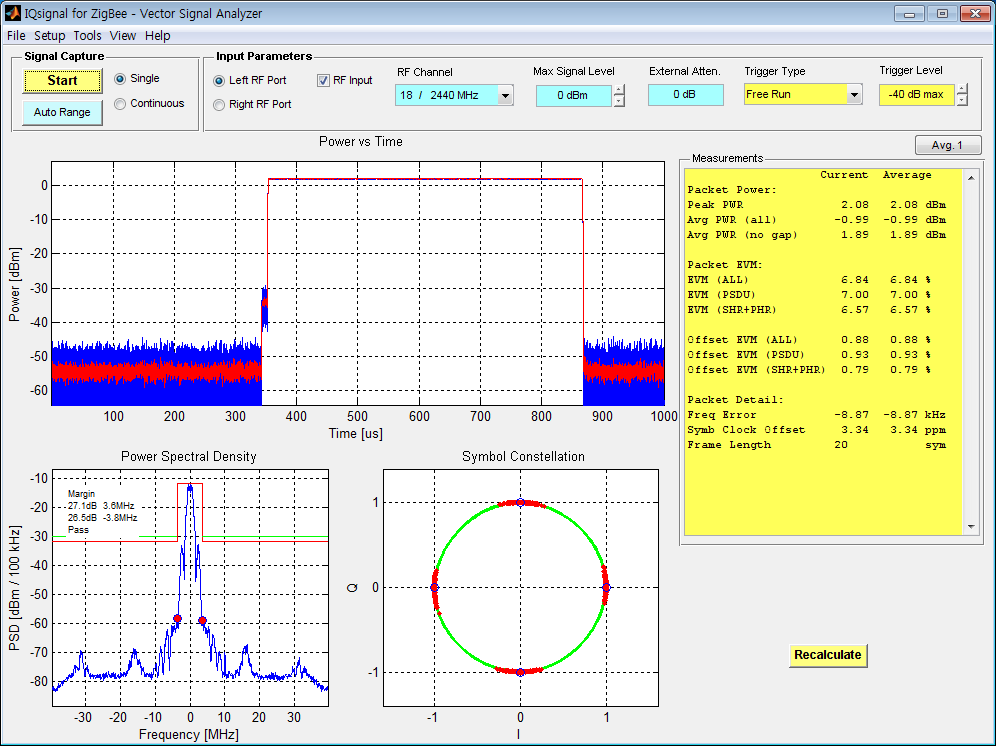 IQsignal for ZigBee - Vector Signal Analyzer
File Setup Tools View Help
Signal Capture
Start
Single
Auto Range
Continuous
Input Parameters
Left RF Port
Right RF Port
RF Input
RF Channel
18 / 2440 MHz
Max Signal Level
0 dBm
External Atten.
0 dB
Trigger Type
Free Run
Trigger Level
-40 dB max
Avg. 1
Power vs Time
Power [dBm]
0
-10
-20
-30
-40
-50
-60
100 200 300 400 500 600 700 800 900 1000
Time [us]
Measurements
Current Average
Packet Power:
Peak PWR 2.08 2.08 dBm
Avg PWR (all) -0.99 -0.99 dBm
Avg PWR (no gap) 1.89 1.89 dBm
Packet EVM:
EVM (ALL) 6.84 6.84 %
EVM (PSDU) 7.00 7.00 %
EVM (SHR+PHR) 6.57 6.57 %
Offset EVM (ALL) 0.88 0.88 %
Offset EVM (PSDU) 0.93 0.93 %
Offset EVM (SHR+PHR) 0.79 0.79 %
Packet Detail:
Freq Error -8.87 -8.87 kHz
Symb Clock Offset 3.34 3.34 ppm
Frame Length 20 sym
Power Spectral Density
PSD [dBm / 100 kHz]
-10
-20
-30
-40
-50
-60
-70
-80
Margin
27.1dB 3.6MHz
26.5dB -3.8MHz
Pass
-30 -20 -10 0 10 20 30
Frequency [MHz]
Symbol Constellation
Q
1
0
-1
-1 0 1
I
Recalculate